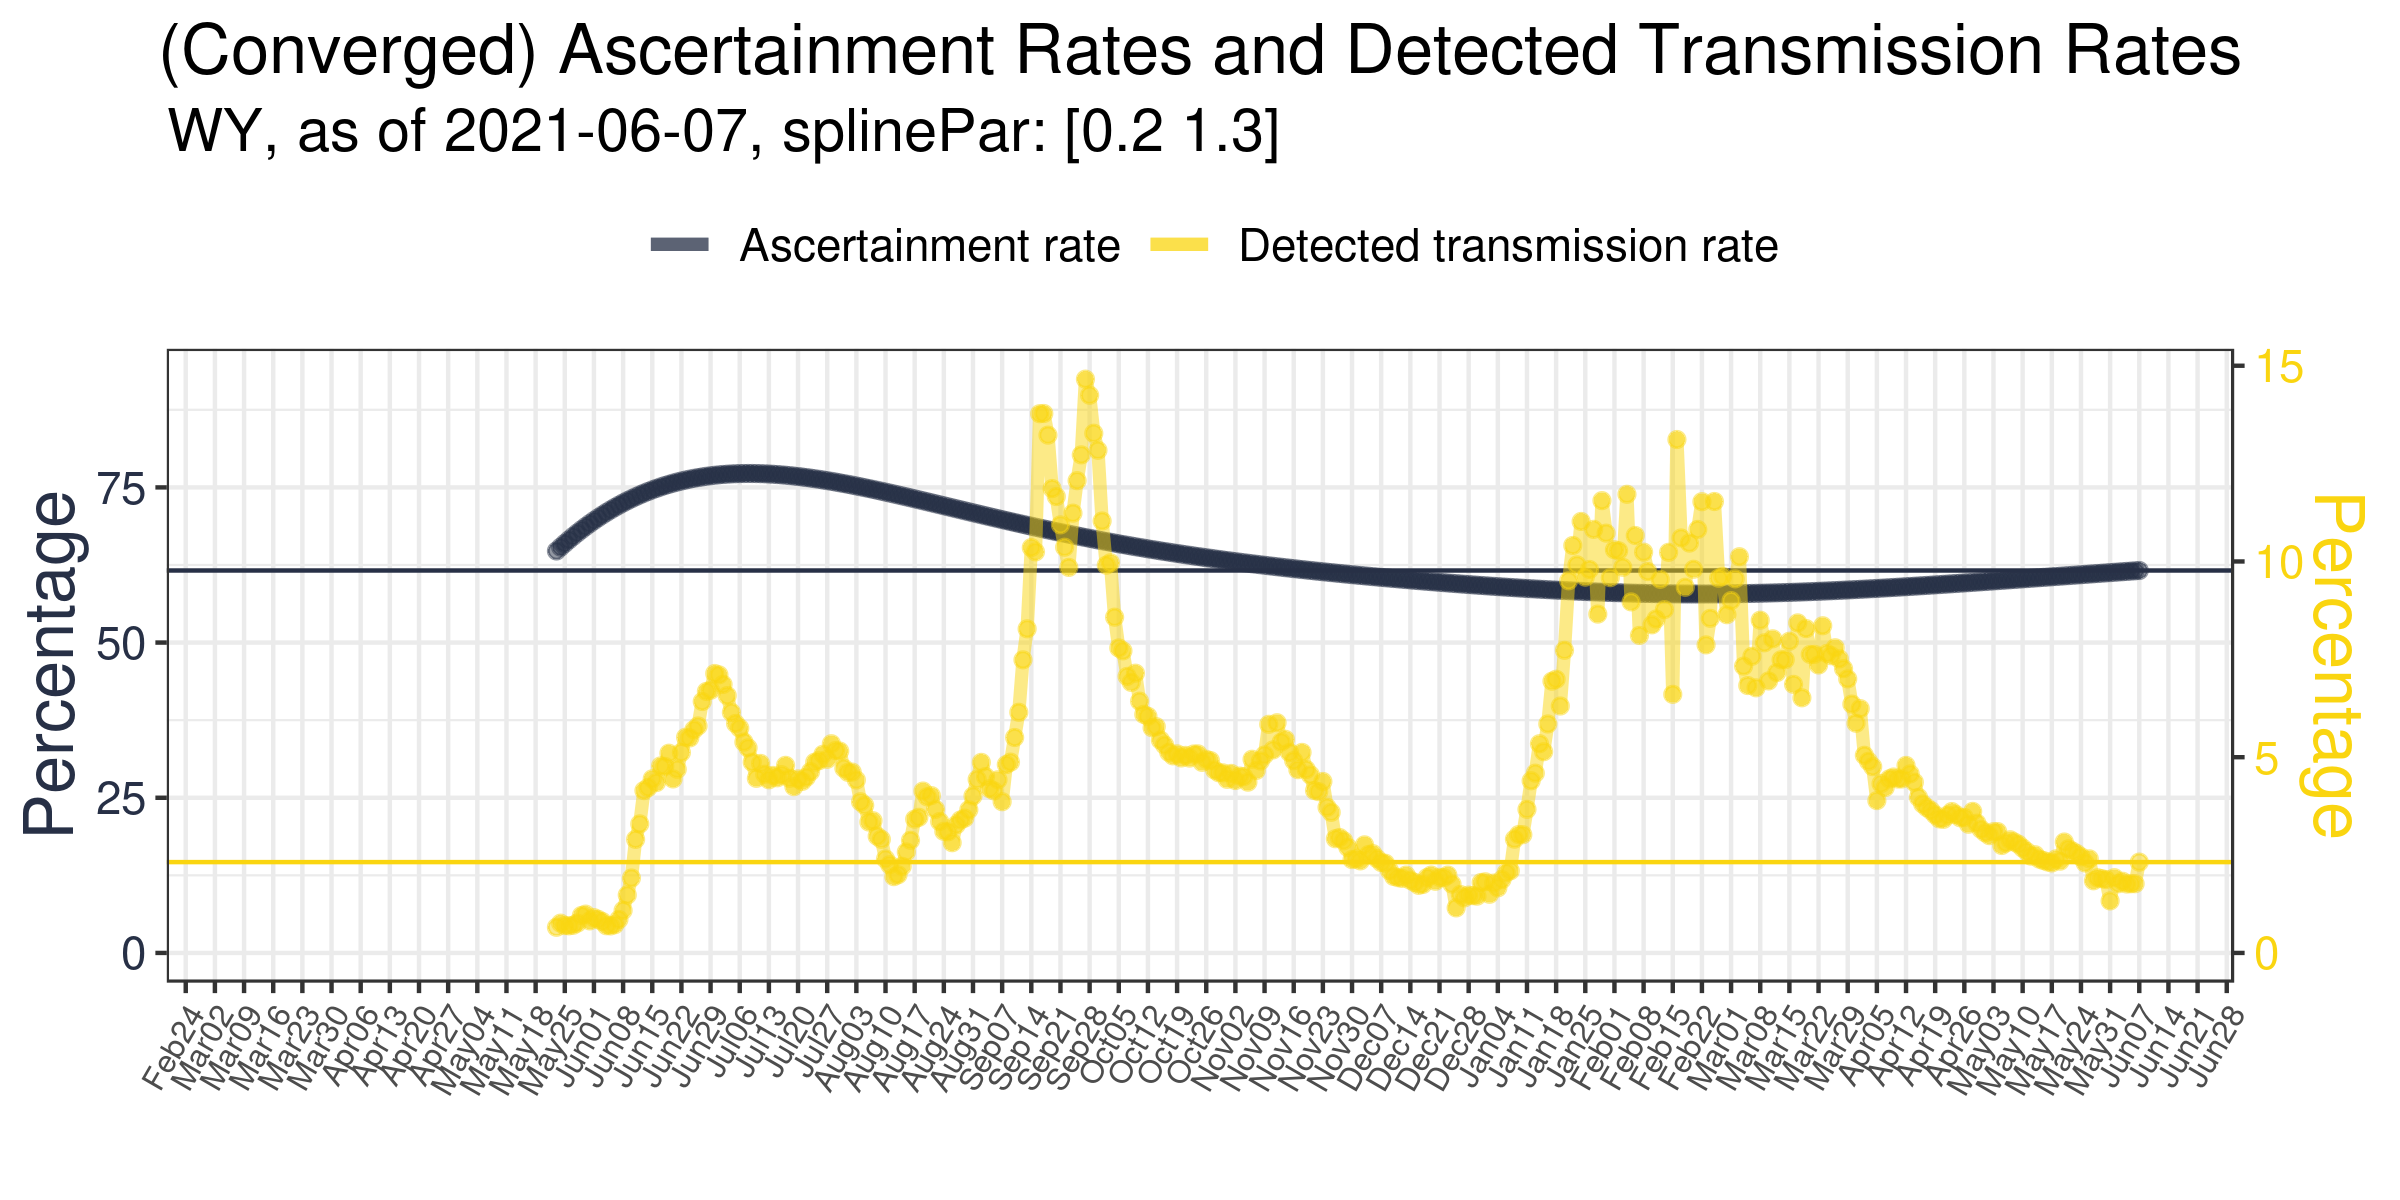 (Converged) Ascertainment Rates and Detected Transmission Rates
WY, as of 2021-06-07, splinePar: [0.2 1.3]
Ascertainment rate
Detected transmission rate
Percentage
75
50
25
0
15
10
5
0
Percentage
Feb24
Mar02
Mar09
Mar16
Mar23
Mar30
Apr06
Apr13
Apr20
Apr27
May04
May11
May18
May25
Jun01
Jun08
Jun15
Jun22
Jun29
Jul06
Jul13
Jul20
Jul27
Aug03
Aug10
Aug17
Aug24
Aug31
Sep07
Sep14
Sep21
Sep28
Oct05
Oct12
Oct19
Oct26
Nov02
Nov09
Nov16
Nov23
Nov30
Dec07
Dec14
Dec21
Dec28
Jan04
Jan11
Jan18
Jan25
Feb01
Feb08
Feb15
Feb22
Mar01
Mar08
Mar15
Mar22
Mar29
Apr05
Apr12
Apr19
Apr26
May03
May10
May17
May24
May31
Jun07
Jun14
Jun21
Jun28